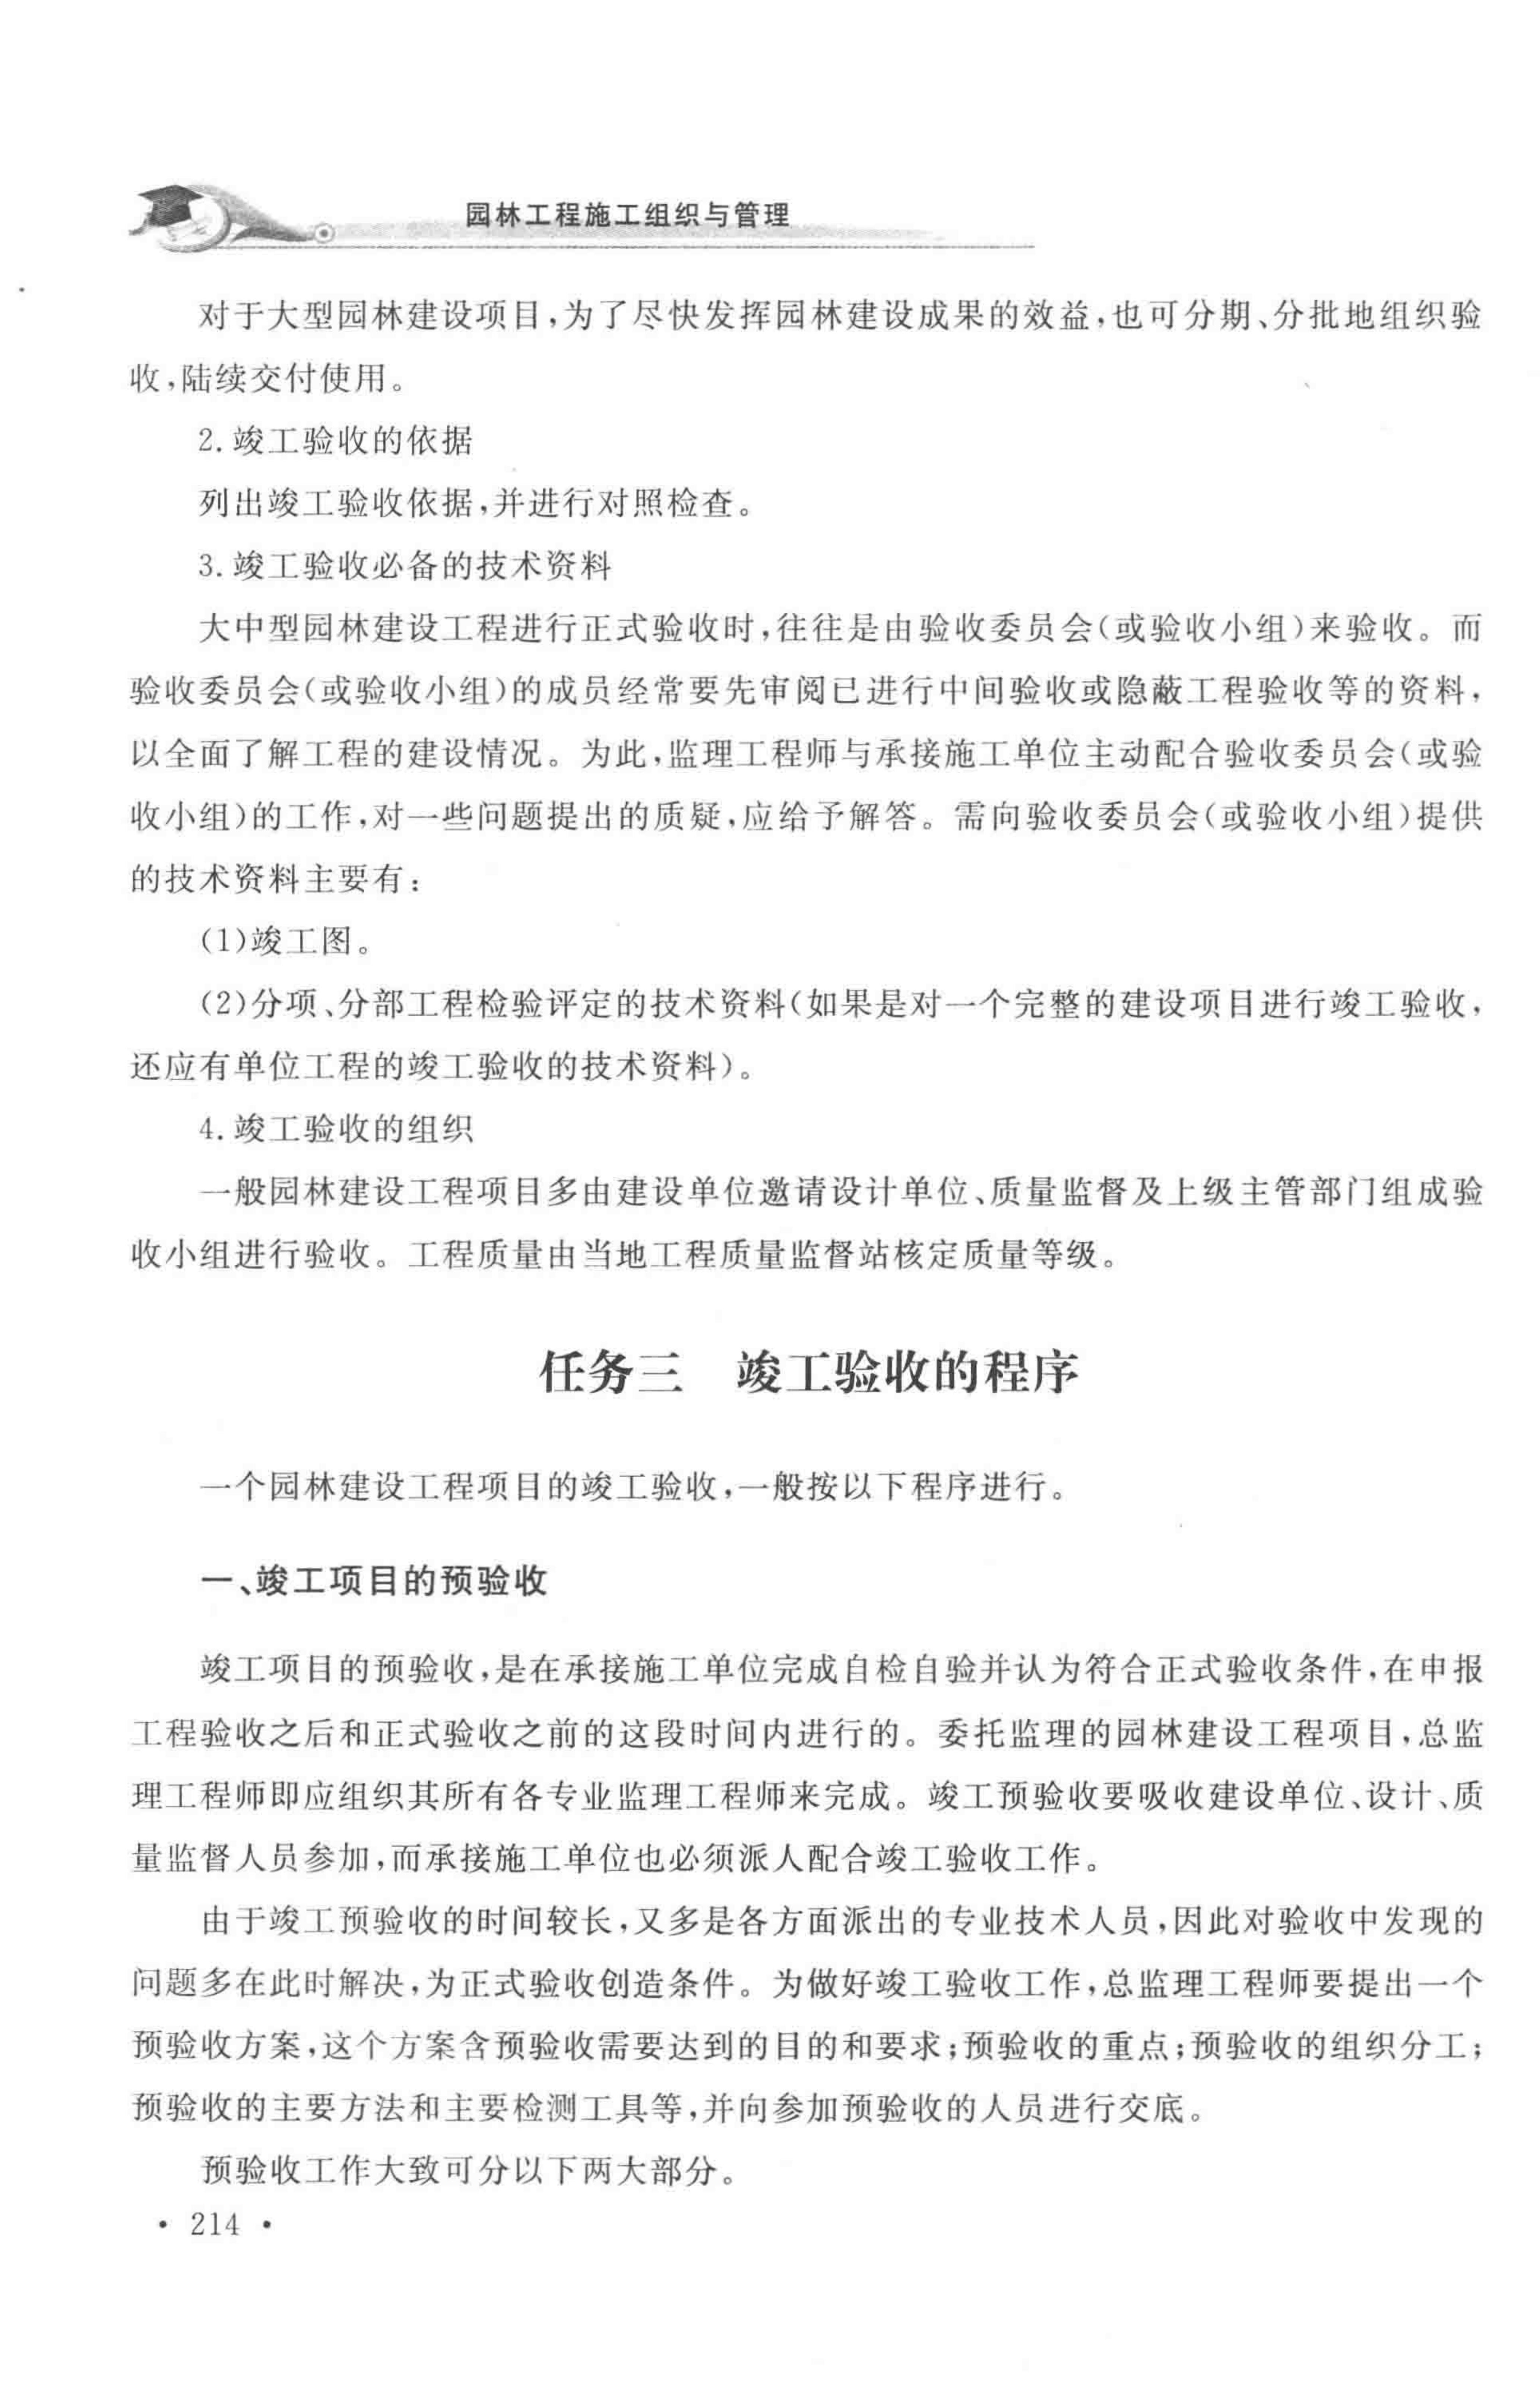 园林工程施工组织与管理
对于大型园林建设项目,为了尽快发挥园林建设成果的效益,也可分期、分批地组织验
收,陆续交付使用。
2. 竣工验收的依据
列出竣工验收依据,并进行对照检查。
3. 竣工验收必备的技术资料
大中型园林建设工程进行正式验收时,往往是由验收委员会(或验收小组)来验收。而
验收委员会(或验收小组)的成员经常要先审阅已进行中间验收或隐蔽工程验收等的资料,
以全面了解工程的建设情况。为此,监理工程师与承接施工单位主动配合验收委员会(或验
收小组)的工作,对一些问题提出的质疑,应给予解答。需向验收委员会(或验收小组)提供
的技术资料主要有:
(1)竣工图。
(2)分项、分部工程检验评定的技术资料(如果是对一个完整的建设项目进行竣工验收,
还应有单位工程的竣工验收的技术资料)。
4. 竣工验收的组织
一般园林建设工程项目多由建设单位邀请设计单位、质量监督及上级主管部门组成验
收小组进行验收。工程质量由当地工程质量监督站核定质量等级。
任务三 竣工验收的程序
一个园林建设工程项目的竣工验收,一般按以下程序进行。
一、竣工项目的预验收
竣工项目的预验收,是在承接施工单位完成自检自验并认为符合正式验收条件,在申报
工程验收之后和正式验收之前的这段时间内进行的。委托监理的园林建设工程项目,总监
理工程师即应组织其所有各专业监理工程师来完成。竣工预验收要吸收建设单位、设计、质
量监督人员参加,而承接施工单位也必须派人配合竣工验收工作。
由于竣工预验收的时间较长,又多是各方面派出的专业技术人员,因此对验收中发现的
问题多在此时解决,为正式验收创造条件。为做好竣工验收工作,总监理工程师要提出一个
预验收方案,这个方案含预验收需要达到的目的和要求;预验收的重点;预验收的组织分工;
预验收的主要方法和主要检测工具等,并向参加预验收的人员进行交底。
预验收工作大致可分以下两大部分。
• 214 •